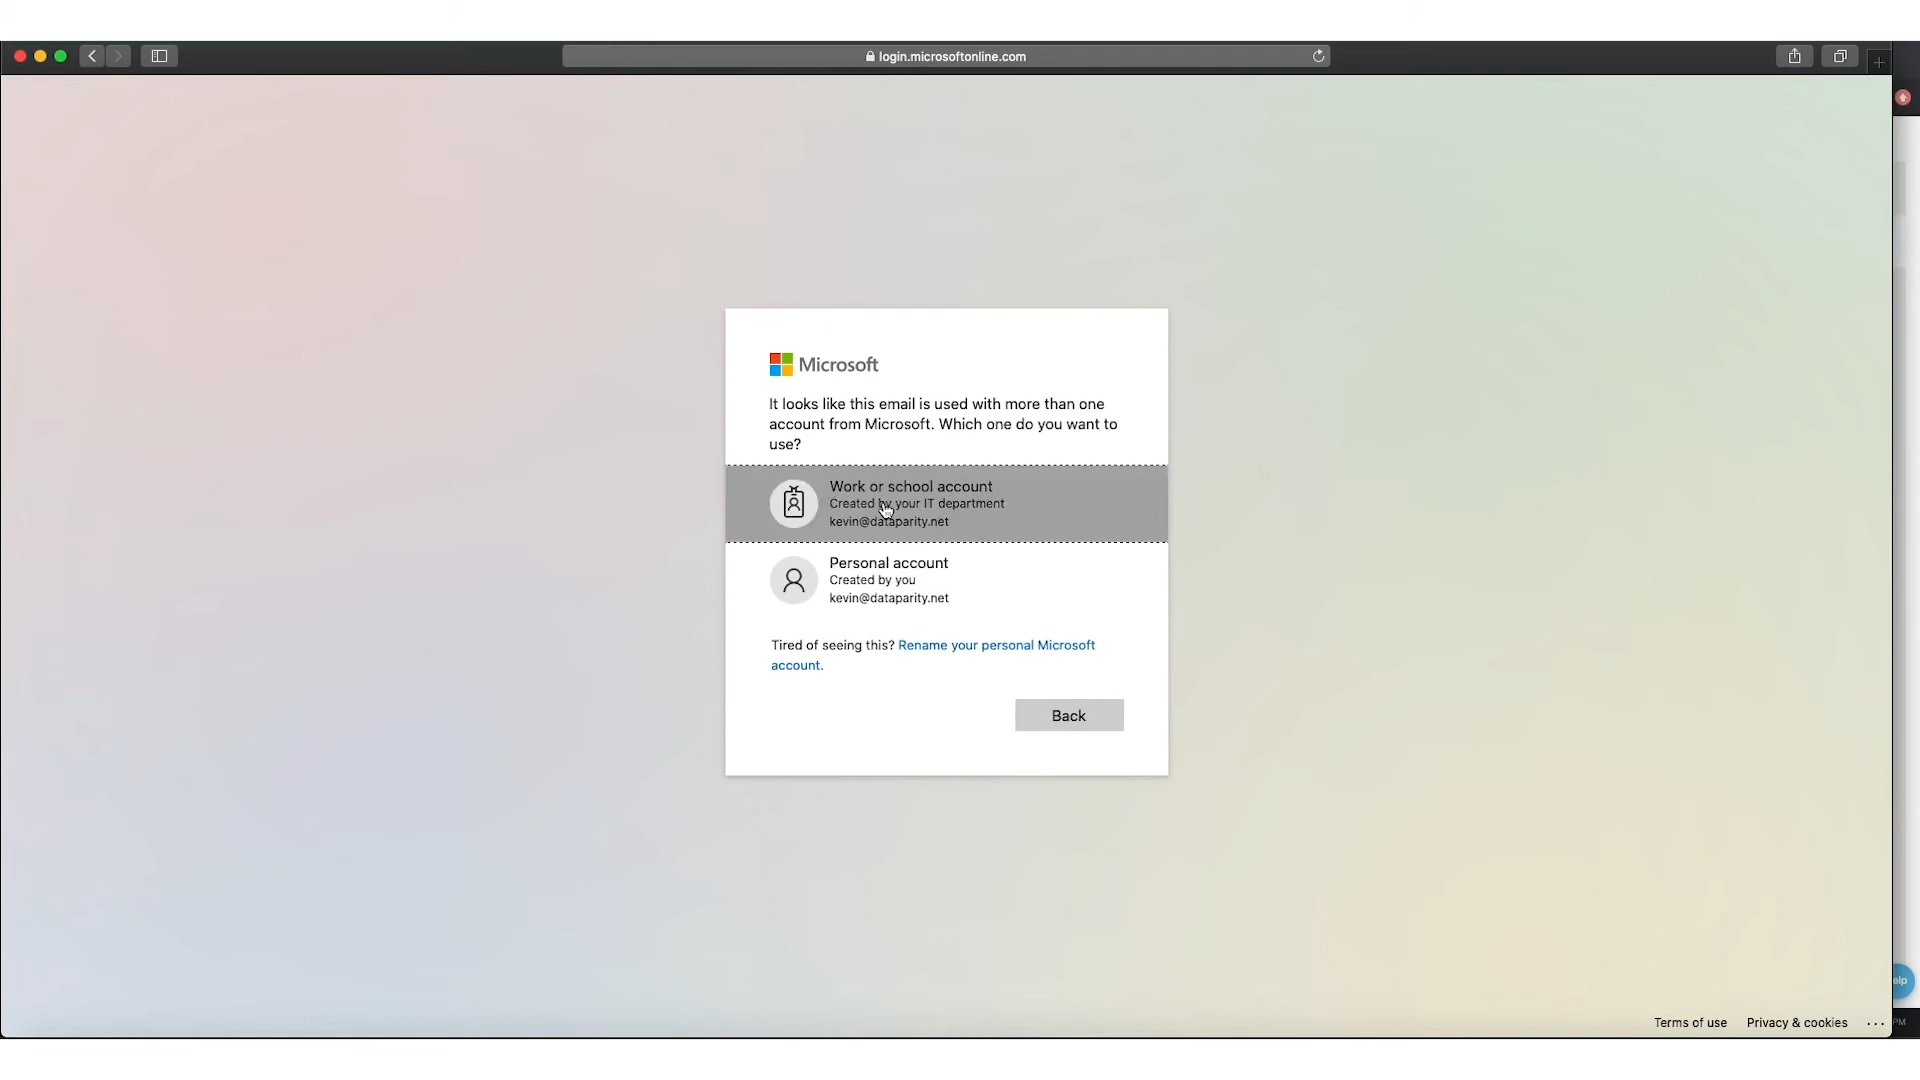 login.microsoftonline.com
Microsoft
It looks like this email is used with more than one
account from Microsoft. Which one do you want to
use?
Work or school account
Created by your IT department
kevin@dataparity.net
Personal account
Created by you
kevin@dataparity.net
Tired of seeing this? Rename your personal Microsoft
account.
Back
elp
Terms of use Privacy & cookies ...
PM